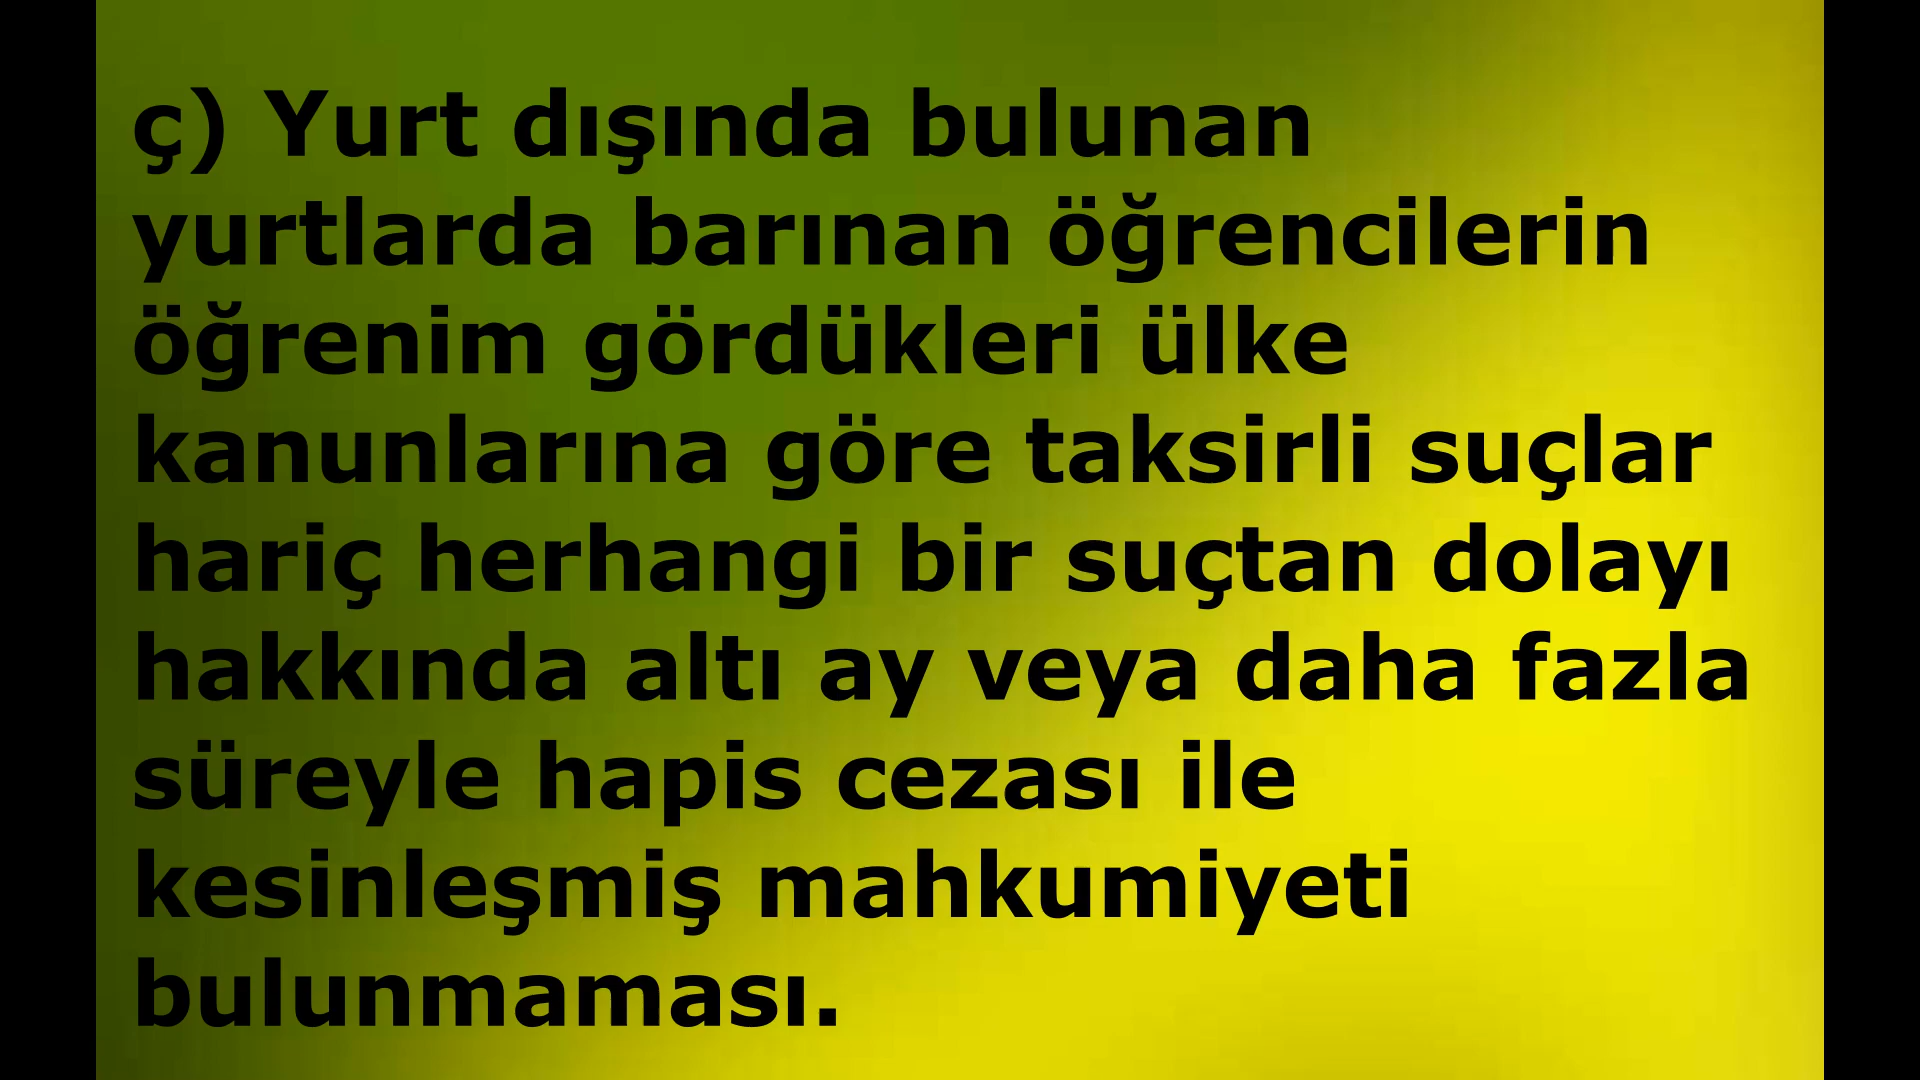 ç) Yurt dışında bulunan
yurtlarda barınan öğrencilerin
öğrenim gördükleri ülke
kanunlarına göre taksirli suçlar
hariç herhangi bir suçtan dolayı
hakkında altı ay veya daha fazla
süreyle hapis cezası ile
kesinleşmiş mahkumiyeti
bulunmaması.